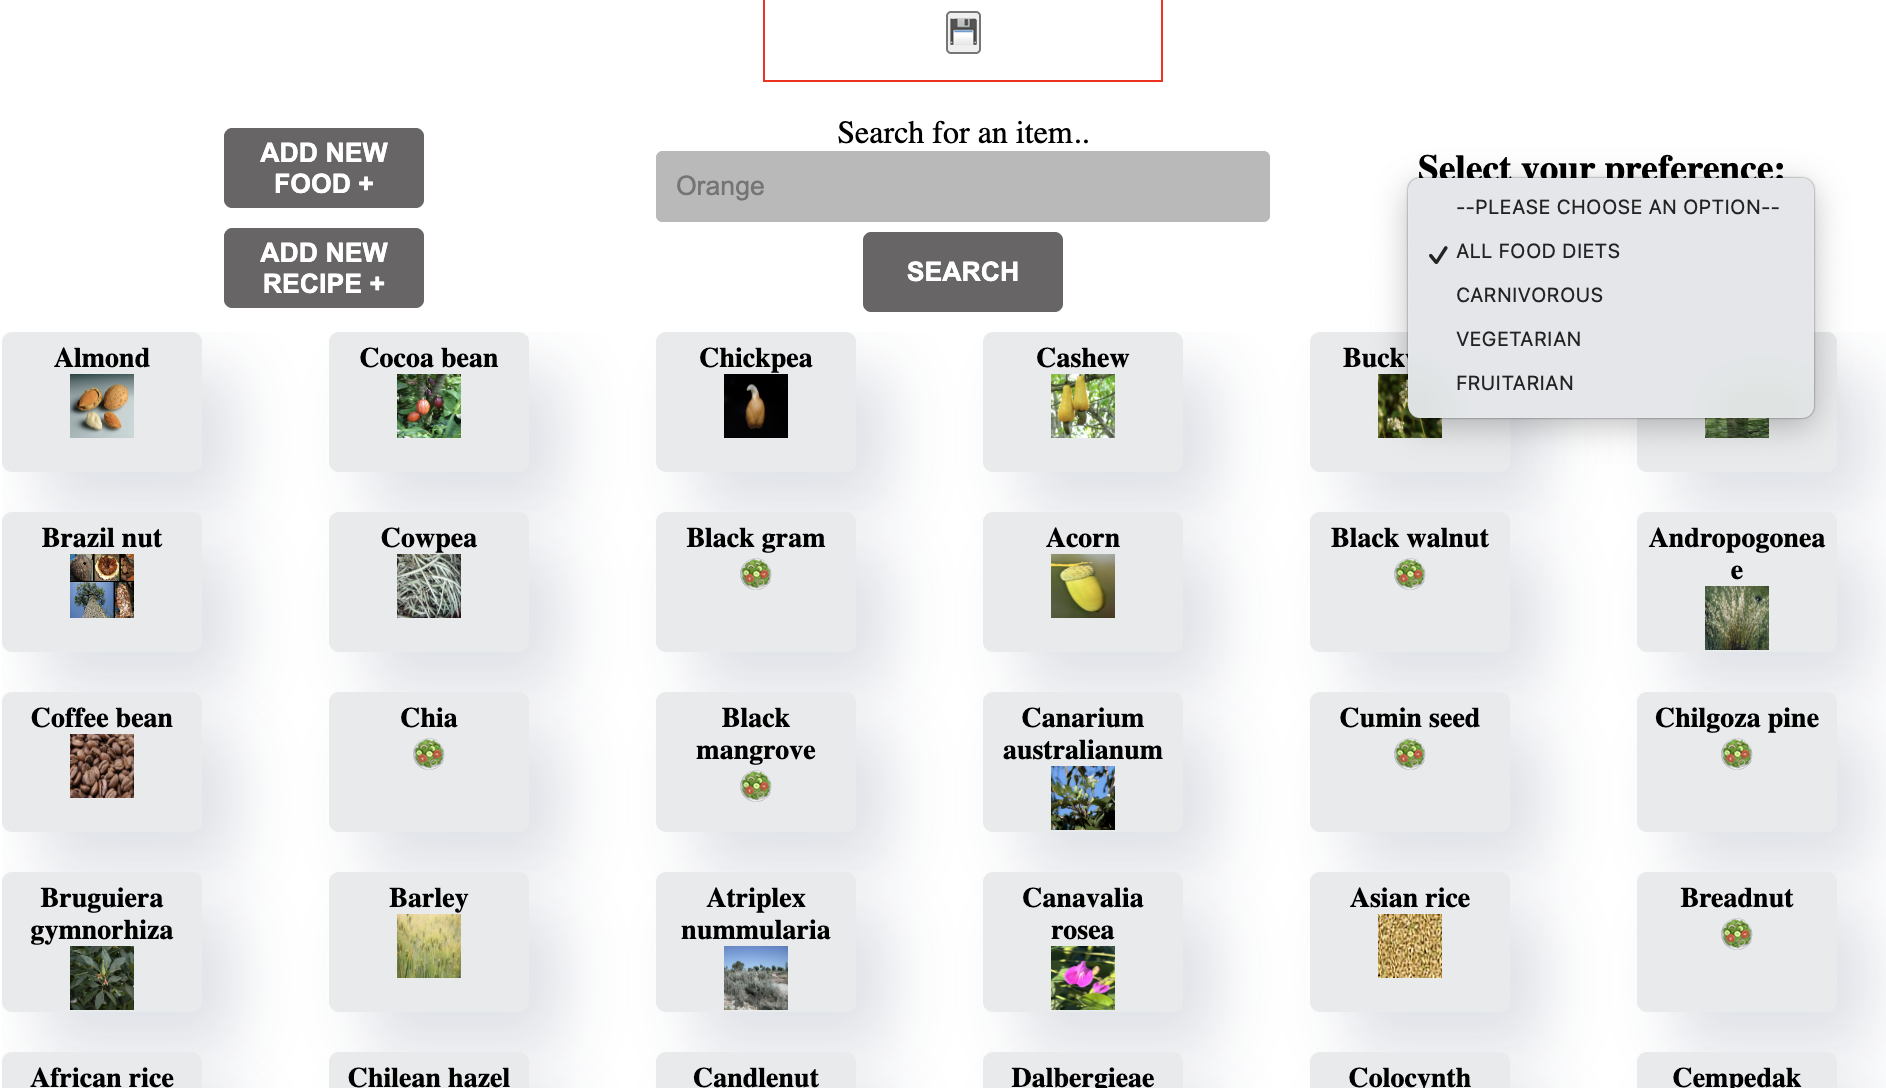 ADD NEW
FOOD +
ADD NEW
RECIPE +
Search for an item..
Orange
SEARCH
Select your preference:
--PLEASE CHOOSE AN OPTION--
ALL FOOD DIETS
CARNIVOROUS
VEGETARIAN
FRUITARIAN
Almond
Cocoa bean
Chickpea
Cashew
Brazil nut
Cowpea
Black gram
Acorn
Black walnut
Andropogonea
e
Coffee bean
Chia
Black
mangrove
Canarium
australianum
Cumin seed
Chilgoza pine
Bruguiera
gymnorhiza
Barley
Atriplex
nummularia
Canavalia
rosea
Asian rice
Breadnut
African rice
Chilean hazel
Candlenut
Dalbergieae
Colocynth
Cempedak